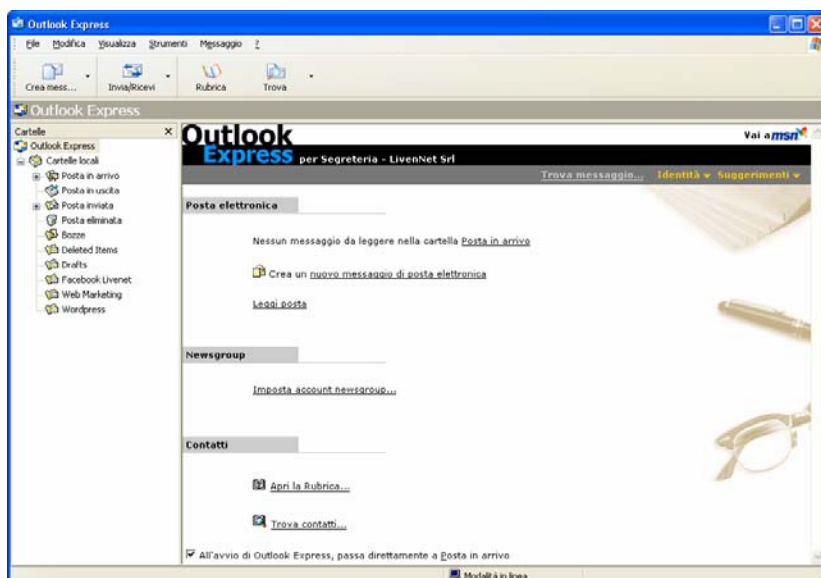 Outlook Express
File Modifica Visualizza Strumenti Messaggio ?
Crea mess... Invia/Ricevi Rubrica Trova
Outlook Express
Cartelle
Outlook Express
Cartelle locali
Posta in arrivo
Posta in uscita
Posta inviata
Posta eliminata
Bozze
Deleted Items
Drafts
Facebook Livenet
Web Marketing
Wordpress
Outlook
Express per Segreteria - LivenNet Srl
Vai a msn
Trova messaggio... Identità Suggerimenti
Posta elettronica
Nessun messaggio da leggere nella cartella Posta in arrivo
Crea un nuovo messaggio di posta elettronica
Leggi posta
Newsgroup
Imposta account newsgroup...
Contatti
Apri la Rubrica...
Trova contatti...
All'avvio di Outlook Express, passa direttamente a Posta in arrivo
Modalità in linea